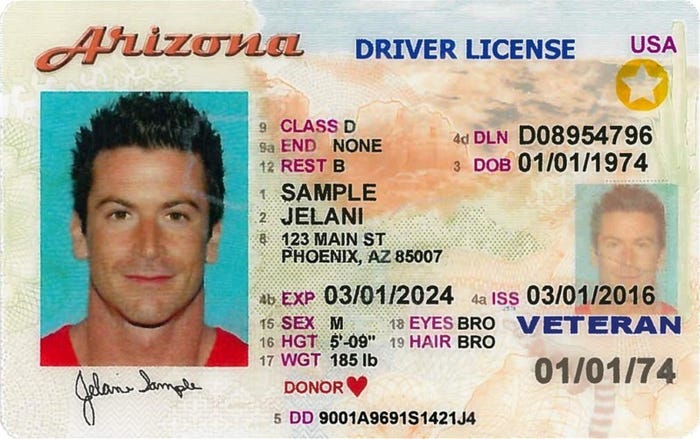 Arizona DRIVER LICENSE USA
9 CLASS D
9a END NONE 4d DLN D08954796
12 REST B 3 DOB 01/01/1974
1 SAMPLE
2 JELANI
8 123 MAIN ST
PHOENIX, AZ 85007
4b EXP 03/01/2024 4a ISS 03/01/2016
15 SEX M 18 EYES BRO VETERAN
16 HGT 5'-09" 19 HAIR BRO
17 WGT 185 lb 01/01/74
Jelani Sample DONOR
5 DD 9001A9691S1421J4